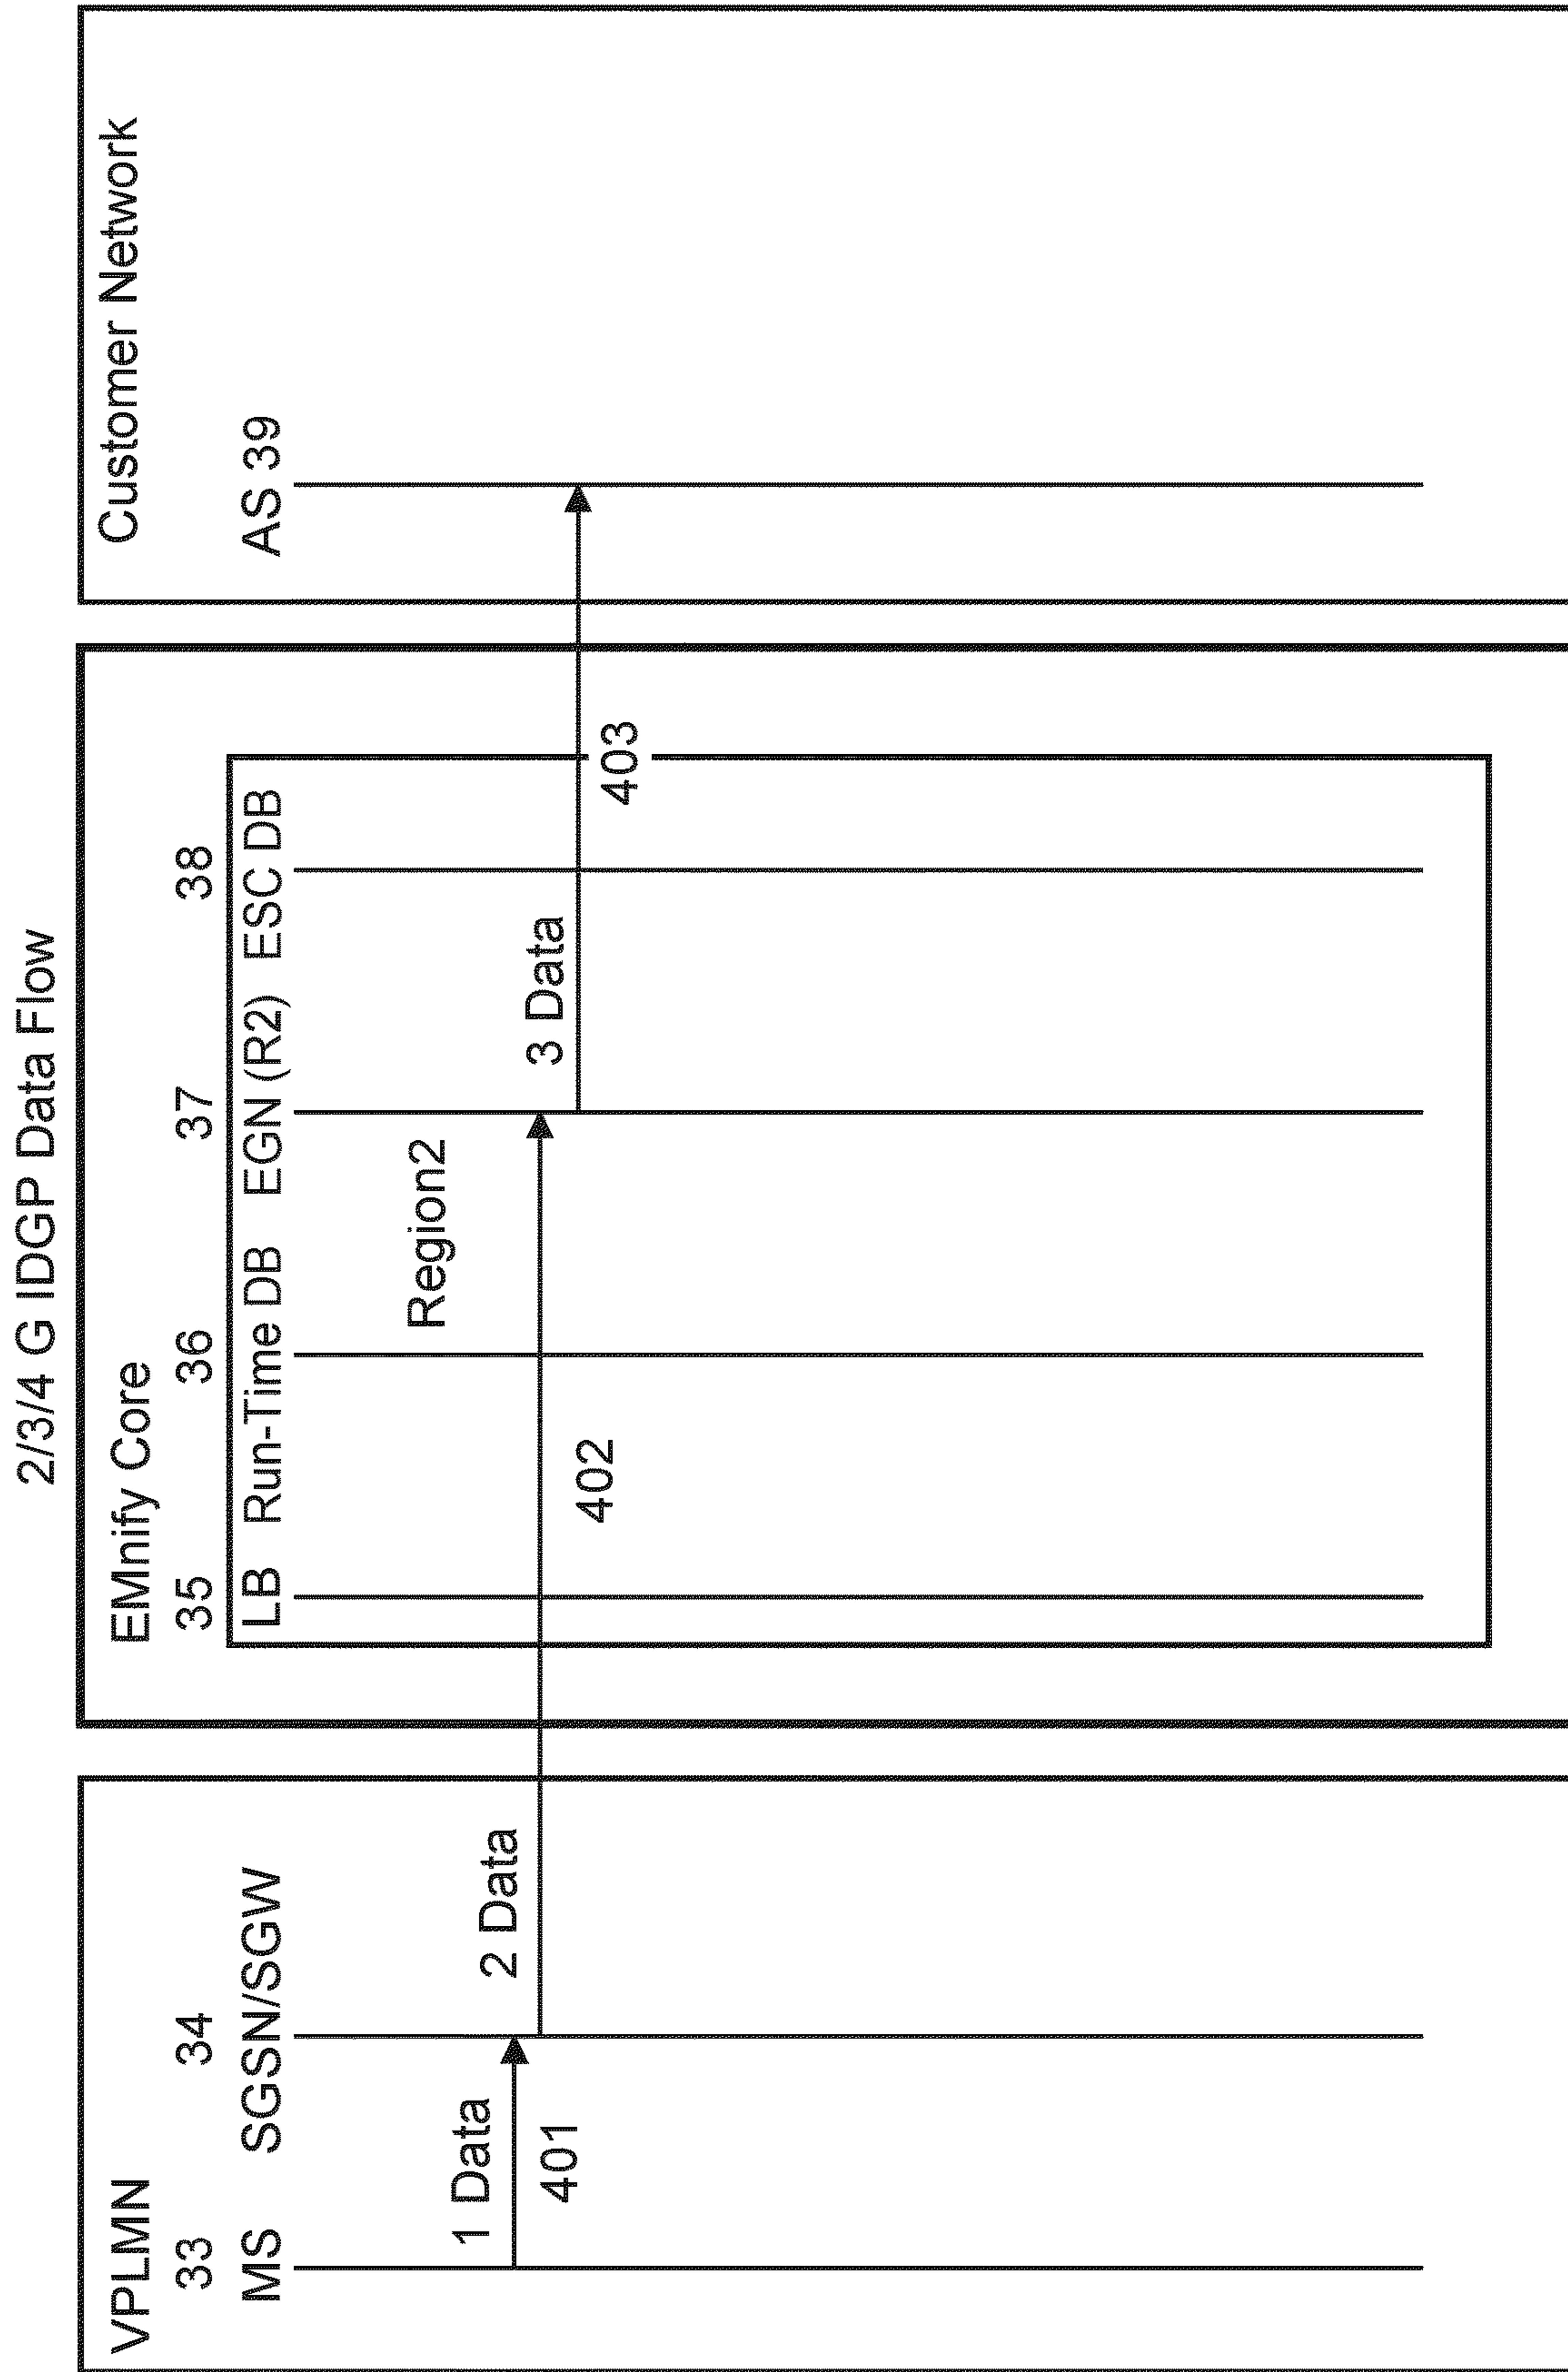 2/3/4 G IDGP Data Flow
VPLMN
33
34
MS
SGSN/SGW
1 Data
401
2 Data
EMnify Core
35
36
37
38
LB
Run-Time DB
EGN (R2)
ESC DB
Region2
402
3 Data
403
Customer Network
AS 39